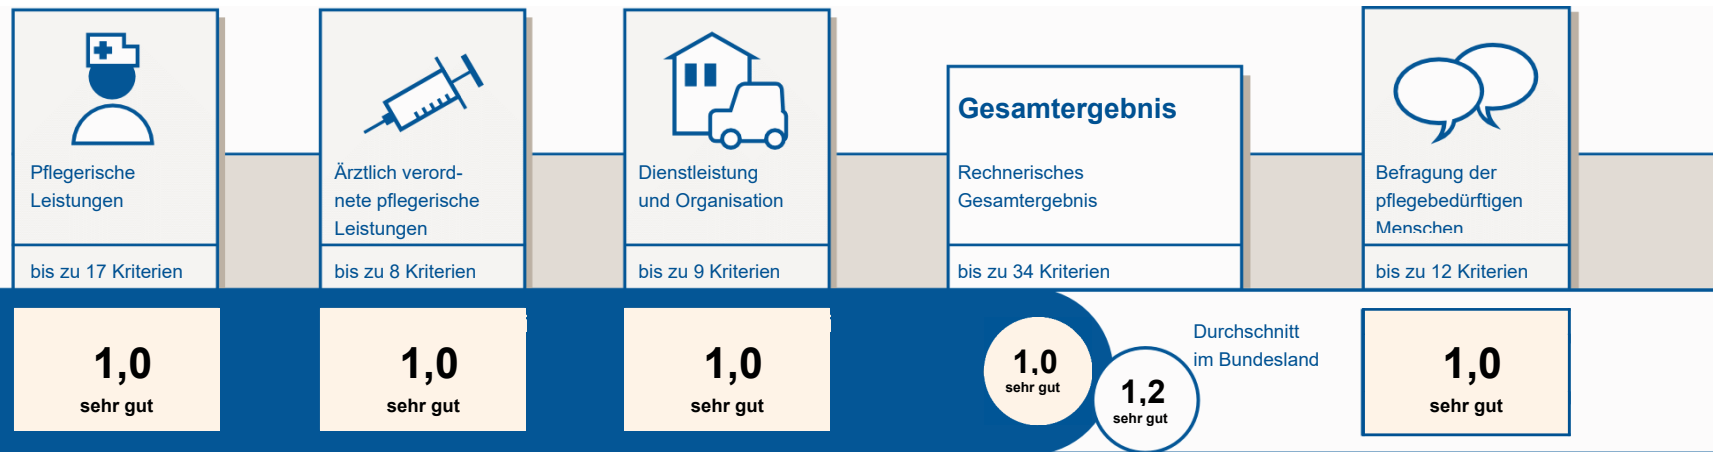 Pflegerische
Leistungen
bis zu 17 Kriterien
1,0
sehr gut
Ärztlich verord-
nete pflegerische
Leistungen
bis zu 8 Kriterien
1,0
sehr gut
Dienstleistung
und Organisation
bis zu 9 Kriterien
1,0
sehr gut
Gesamtergebnis
Rechnerisches
Gesamtergebnis
bis zu 34 Kriterien
1,0
sehr gut
1,2
sehr gut
Durchschnitt
im Bundesland
Befragung der
pflegebedürftigen
Menschen
bis zu 12 Kriterien
1,0
sehr gut